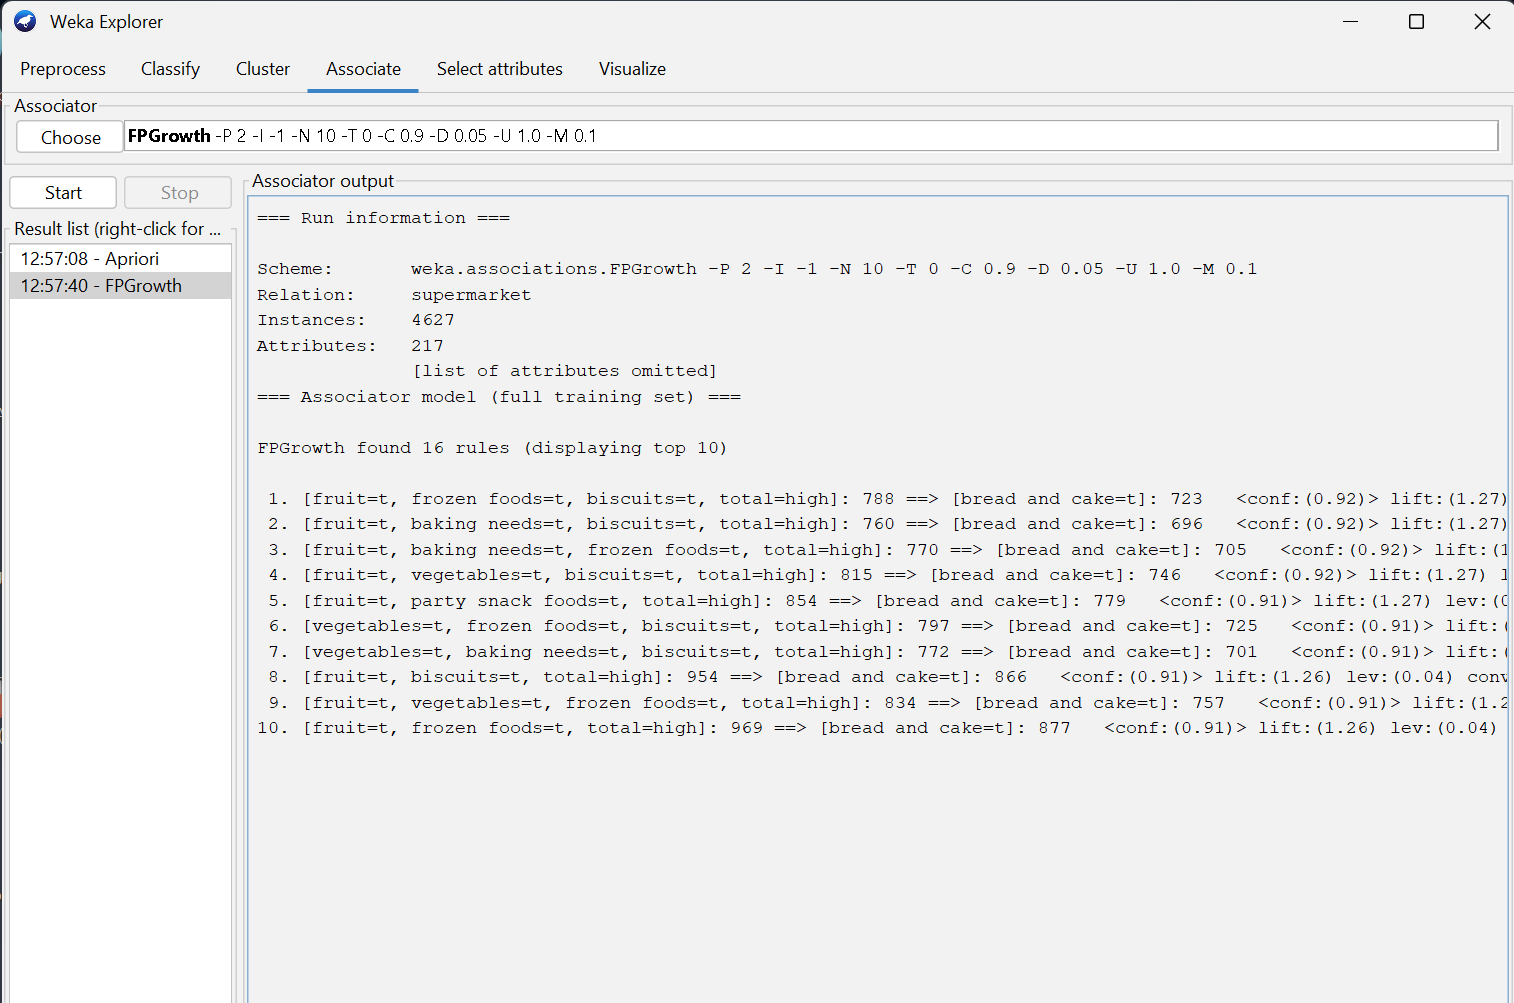 Weka Explorer
Preprocess Classify Cluster Associate Select attributes Visualize
Associator
Choose FPGrowth -P 2 -I -1 -N 10 -T 0 -C 0.9 -D 0.05 -U 1.0 -M 0.1
Start Stop
Result list (right-click for ...
12:57:08 - Apriori
12:57:40 - FPGrowth
Associator output
=== Run information ===
Scheme: weka.associations.FPGrowth -P 2 -I -1 -N 10 -T 0 -C 0.9 -D 0.05 -U 1.0 -M 0.1
Relation: supermarket
Instances: 4627
Attributes: 217
[list of attributes omitted]
=== Associator model (full training set) ===
FPGrowth found 16 rules (displaying top 10)
1. [fruit=t, frozen foods=t, biscuits=t, total=high]: 788 ==> [bread and cake=t]: 723 <conf:(0.92)> lift:(1.27)
2. [fruit=t, baking needs=t, biscuits=t, total=high]: 760 ==> [bread and cake=t]: 696 <conf:(0.92)> lift:(1.27)
3. [fruit=t, baking needs=t, frozen foods=t, total=high]: 770 ==> [bread and cake=t]: 705 <conf:(0.92)> lift:(1
4. [fruit=t, vegetables=t, biscuits=t, total=high]: 815 ==> [bread and cake=t]: 746 <conf:(0.92)> lift:(1.27) l
5. [fruit=t, party snack foods=t, total=high]: 854 ==> [bread and cake=t]: 779 <conf:(0.91)> lift:(1.27) lev:(0
6. [vegetables=t, frozen foods=t, biscuits=t, total=high]: 797 ==> [bread and cake=t]: 725 <conf:(0.91)> lift:(
7. [vegetables=t, baking needs=t, biscuits=t, total=high]: 772 ==> [bread and cake=t]: 701 <conf:(0.91)> lift:(
8. [fruit=t, biscuits=t, total=high]: 954 ==> [bread and cake=t]: 866 <conf:(0.91)> lift:(1.26) lev:(0.04) conv
9. [fruit=t, vegetables=t, frozen foods=t, total=high]: 834 ==> [bread and cake=t]: 757 <conf:(0.91)> lift:(1.2
10. [fruit=t, frozen foods=t, total=high]: 969 ==> [bread and cake=t]: 877 <conf:(0.91)> lift:(1.26) lev:(0.04)